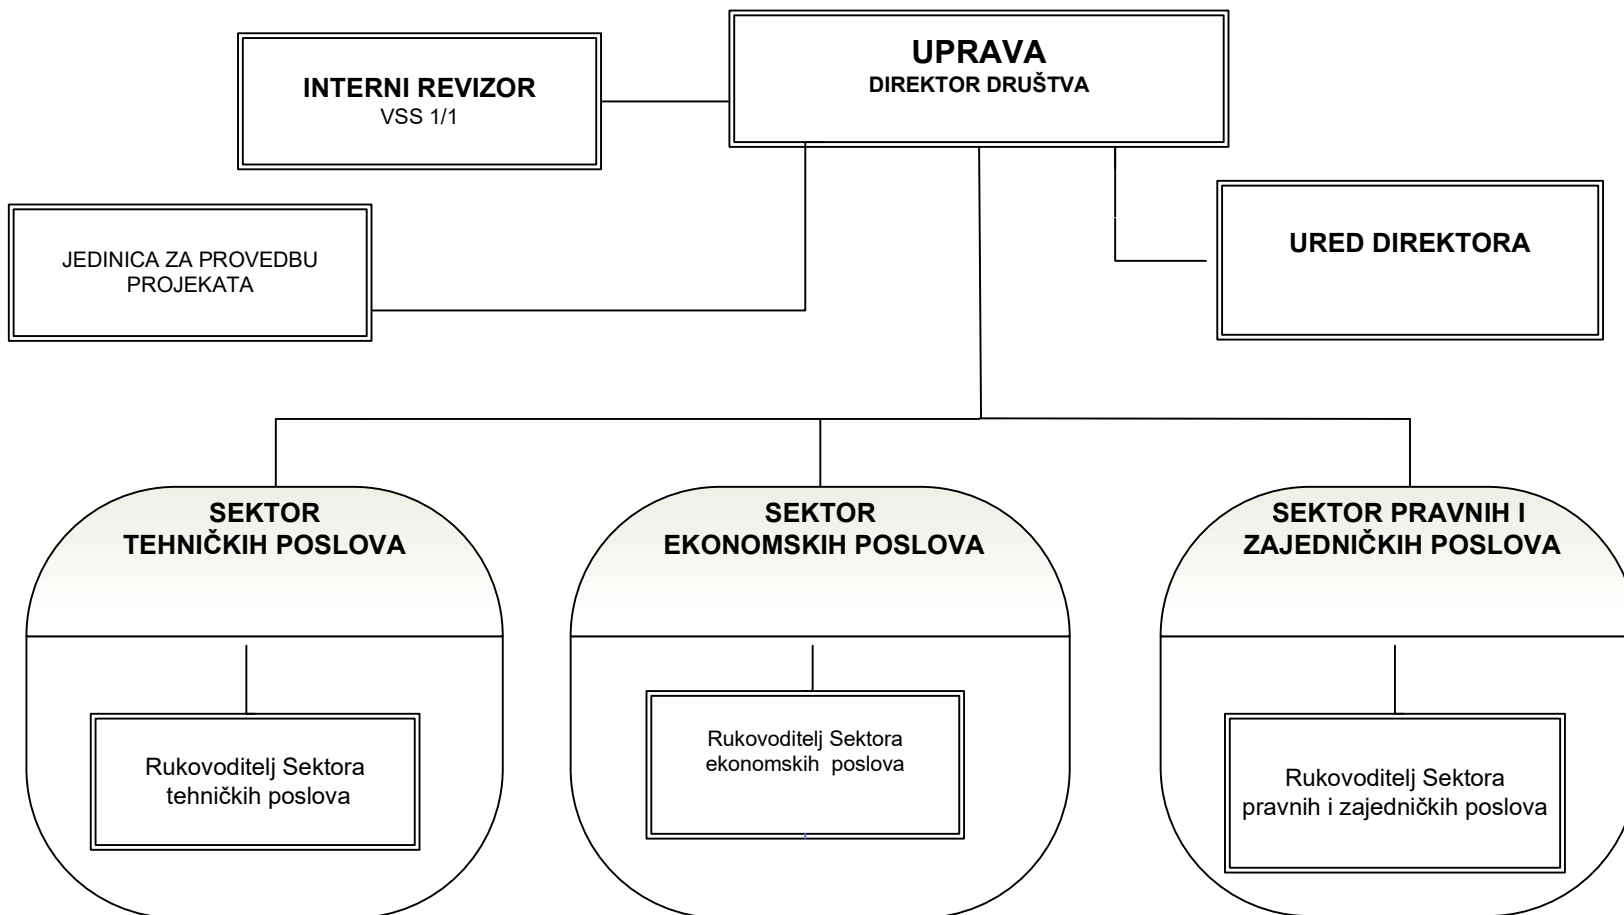 UPRAVA
DIREKTOR DRUŠTVA
INTERNI REVIZOR
VSS 1/1
JEDINICA ZA PROVEDBU
PROJEKATA
URED DIREKTORA
SEKTOR
TEHNIČKIH POSLOVA
SEKTOR
EKONOMSKIH POSLOVA
SEKTOR PRAVNIH I
ZAJEDNIČKIH POSLOVA
Rukovoditelj Sektora
tehničkih poslova
Rukovoditelj Sektora
ekonomskih poslova
Rukovoditelj Sektora
pravnih i zajedničkih poslova